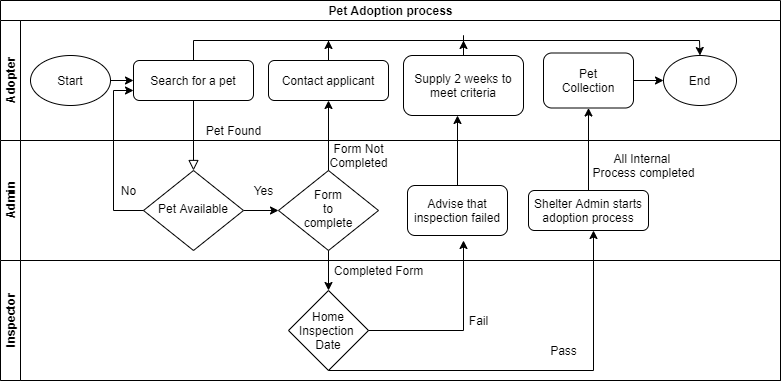 Pet Adoption process
Adopter
Start
Search for a pet
Contact applicant
Supply 2 weeks to
meet criteria
Pet
Collection
End
Pet Found
Form Not
Completed
All Internal
Process completed
Admin
No
Pet Available
Yes
Form
to
complete
Advise that
inspection failed
Shelter Admin starts
adoption process
Inspector
Completed Form
Home
Inspection
Date
Fail
Pass